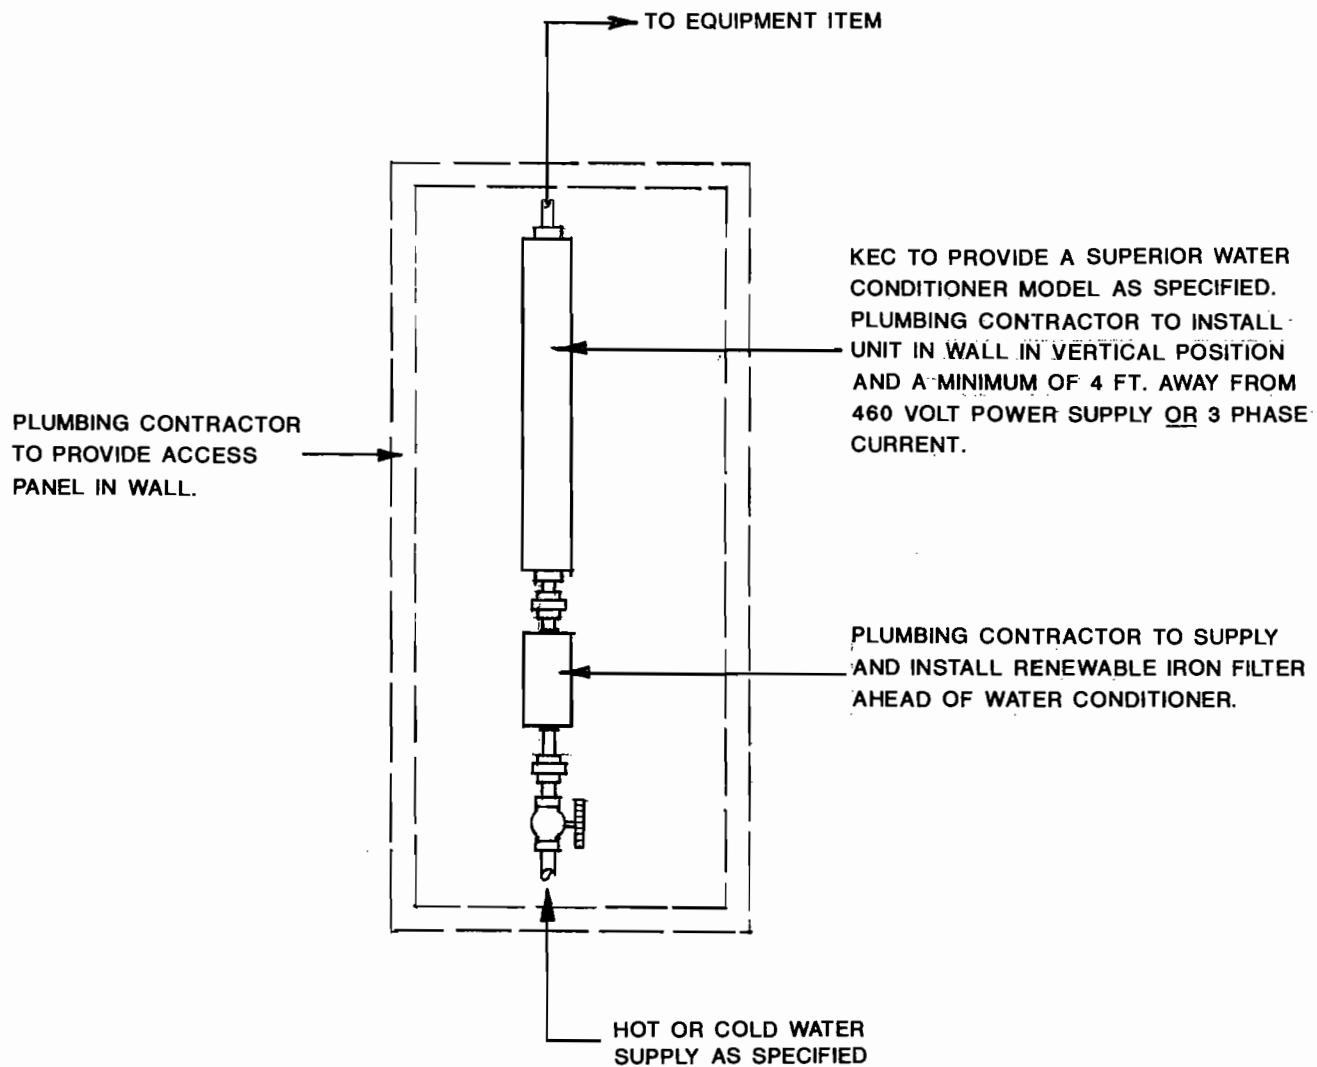 TO EQUIPMENT ITEM
KEC TO PROVIDE A SUPERIOR WATER
CONDITIONER MODEL AS SPECIFIED.
PLUMBING CONTRACTOR TO INSTALL
UNIT IN WALL IN VERTICAL POSITION
AND A MINIMUM OF 4 FT. AWAY FROM
460 VOLT POWER SUPPLY OR 3 PHASE
CURRENT.
PLUMBING CONTRACTOR
TO PROVIDE ACCESS
PANEL IN WALL.
PLUMBING CONTRACTOR TO SUPPLY
AND INSTALL RENEWABLE IRON FILTER
AHEAD OF WATER CONDITIONER.
HOT OR COLD WATER
SUPPLY AS SPECIFIED